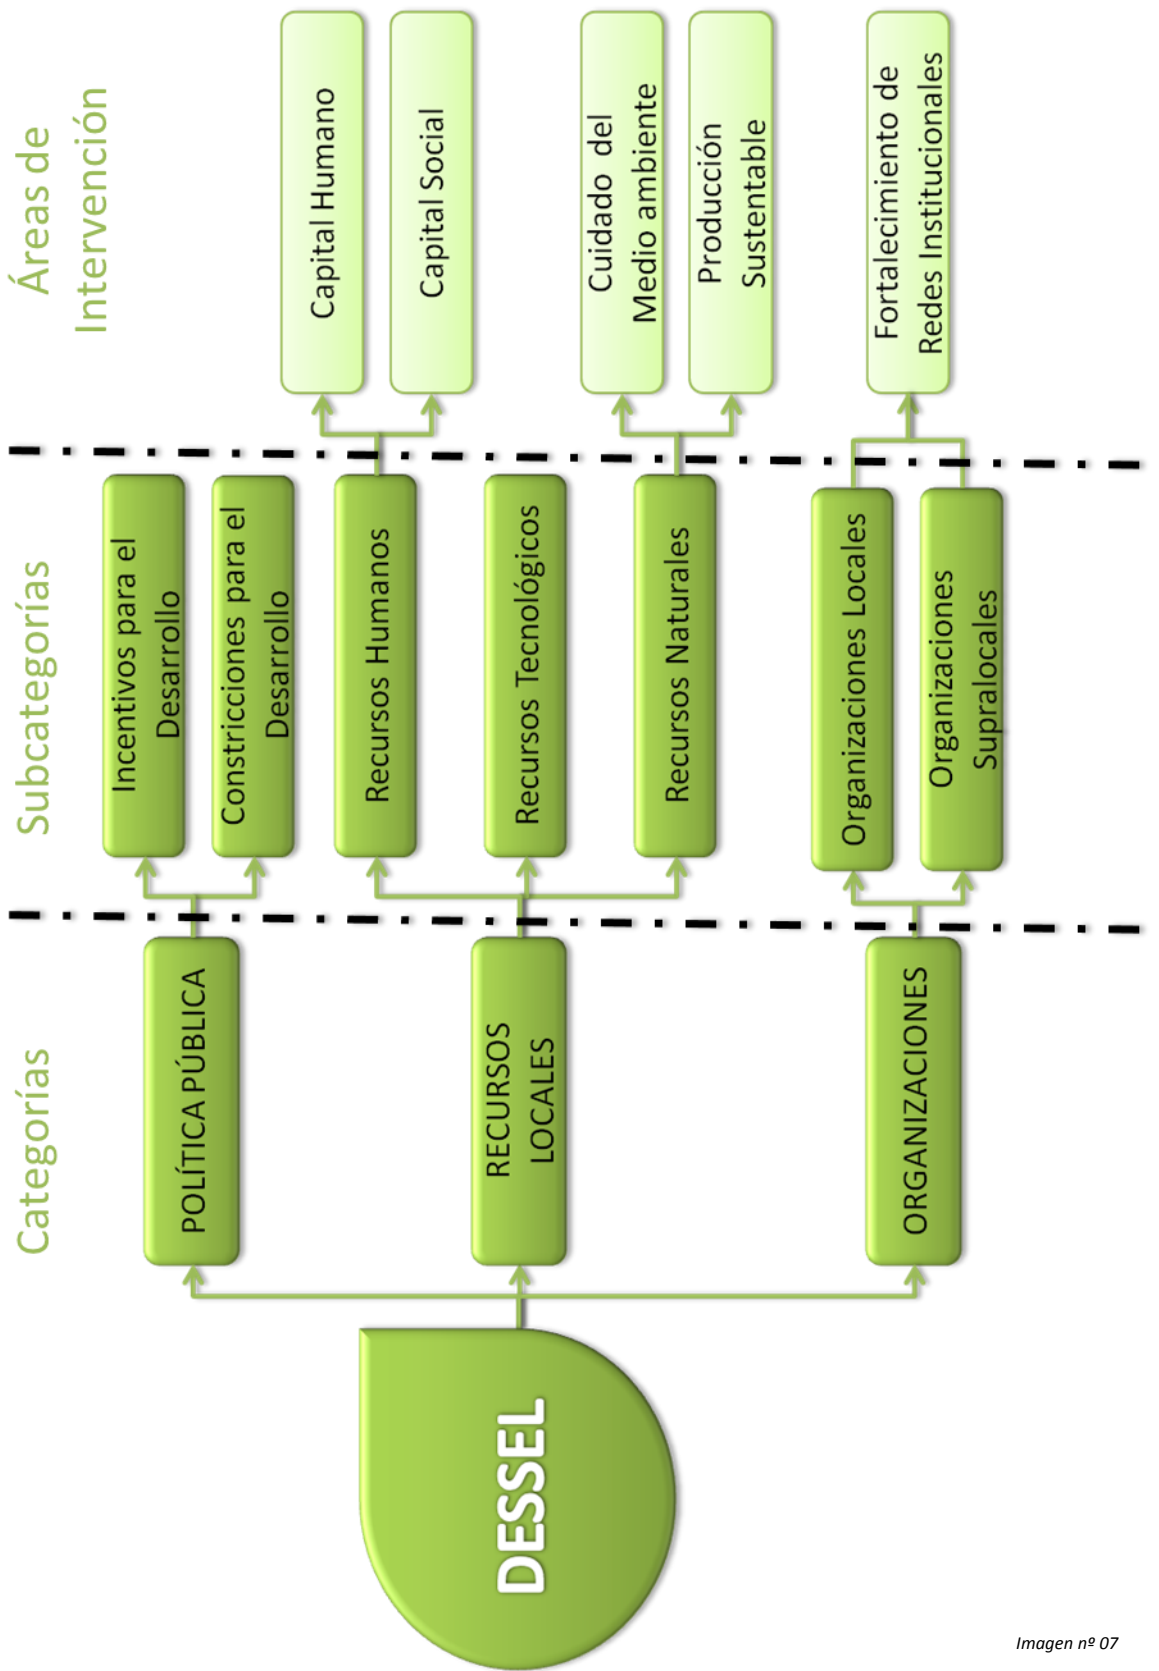 Categorías
Subcategorías
Áreas de
Intervención
DESSEL
POLÍTICA PÚBLICA
RECURSOS
LOCALES
ORGANIZACIONES
Incentivos para el
Desarrollo
Constricciones para el
Desarrollo
Recursos Humanos
Recursos Tecnológicos
Recursos Naturales
Organizaciones Locales
Organizaciones
Supralocales
Capital Humano
Capital Social
Cuidado del
Medio ambiente
Producción
Sustentable
Fortalecimiento de
Redes Institucionales
Imagen nº 07